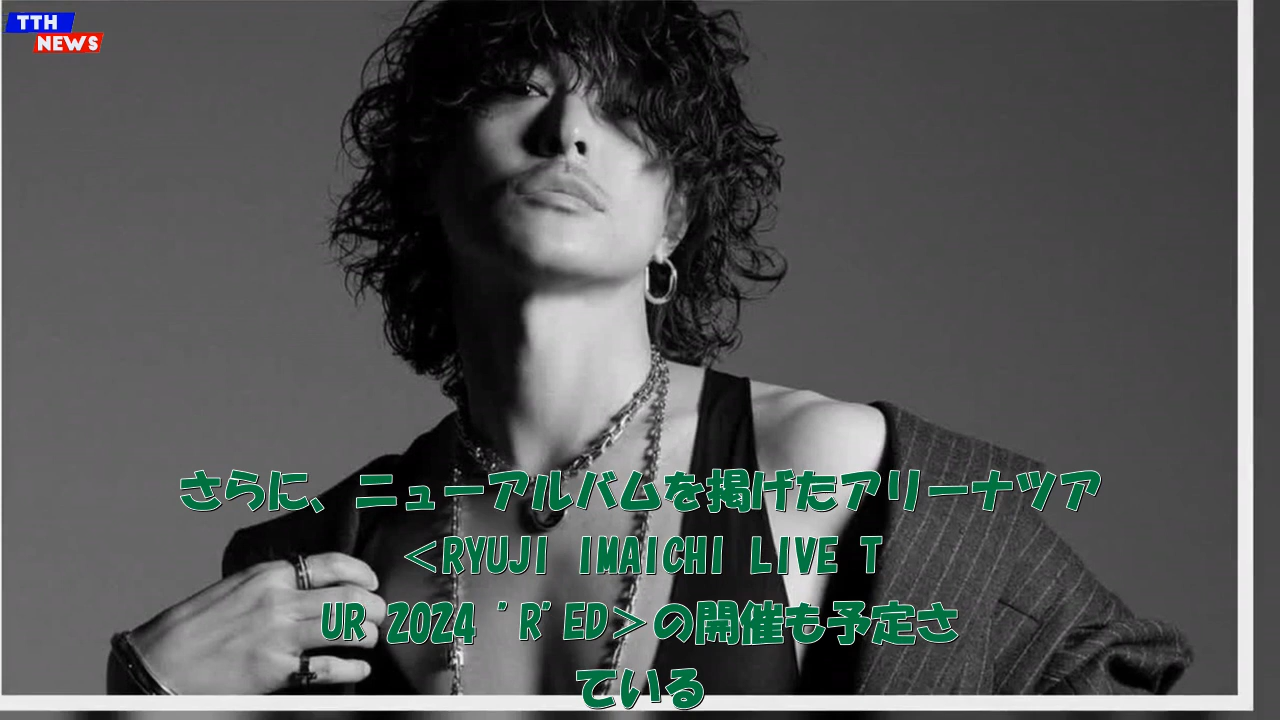 TTH
NEWS
さらに、ニューアルバムを掲げたアリーナツア
＜RYUJI IMAICHI LIVE T
UR 2024 ゛R゛ED＞の開催も予定さ
ている